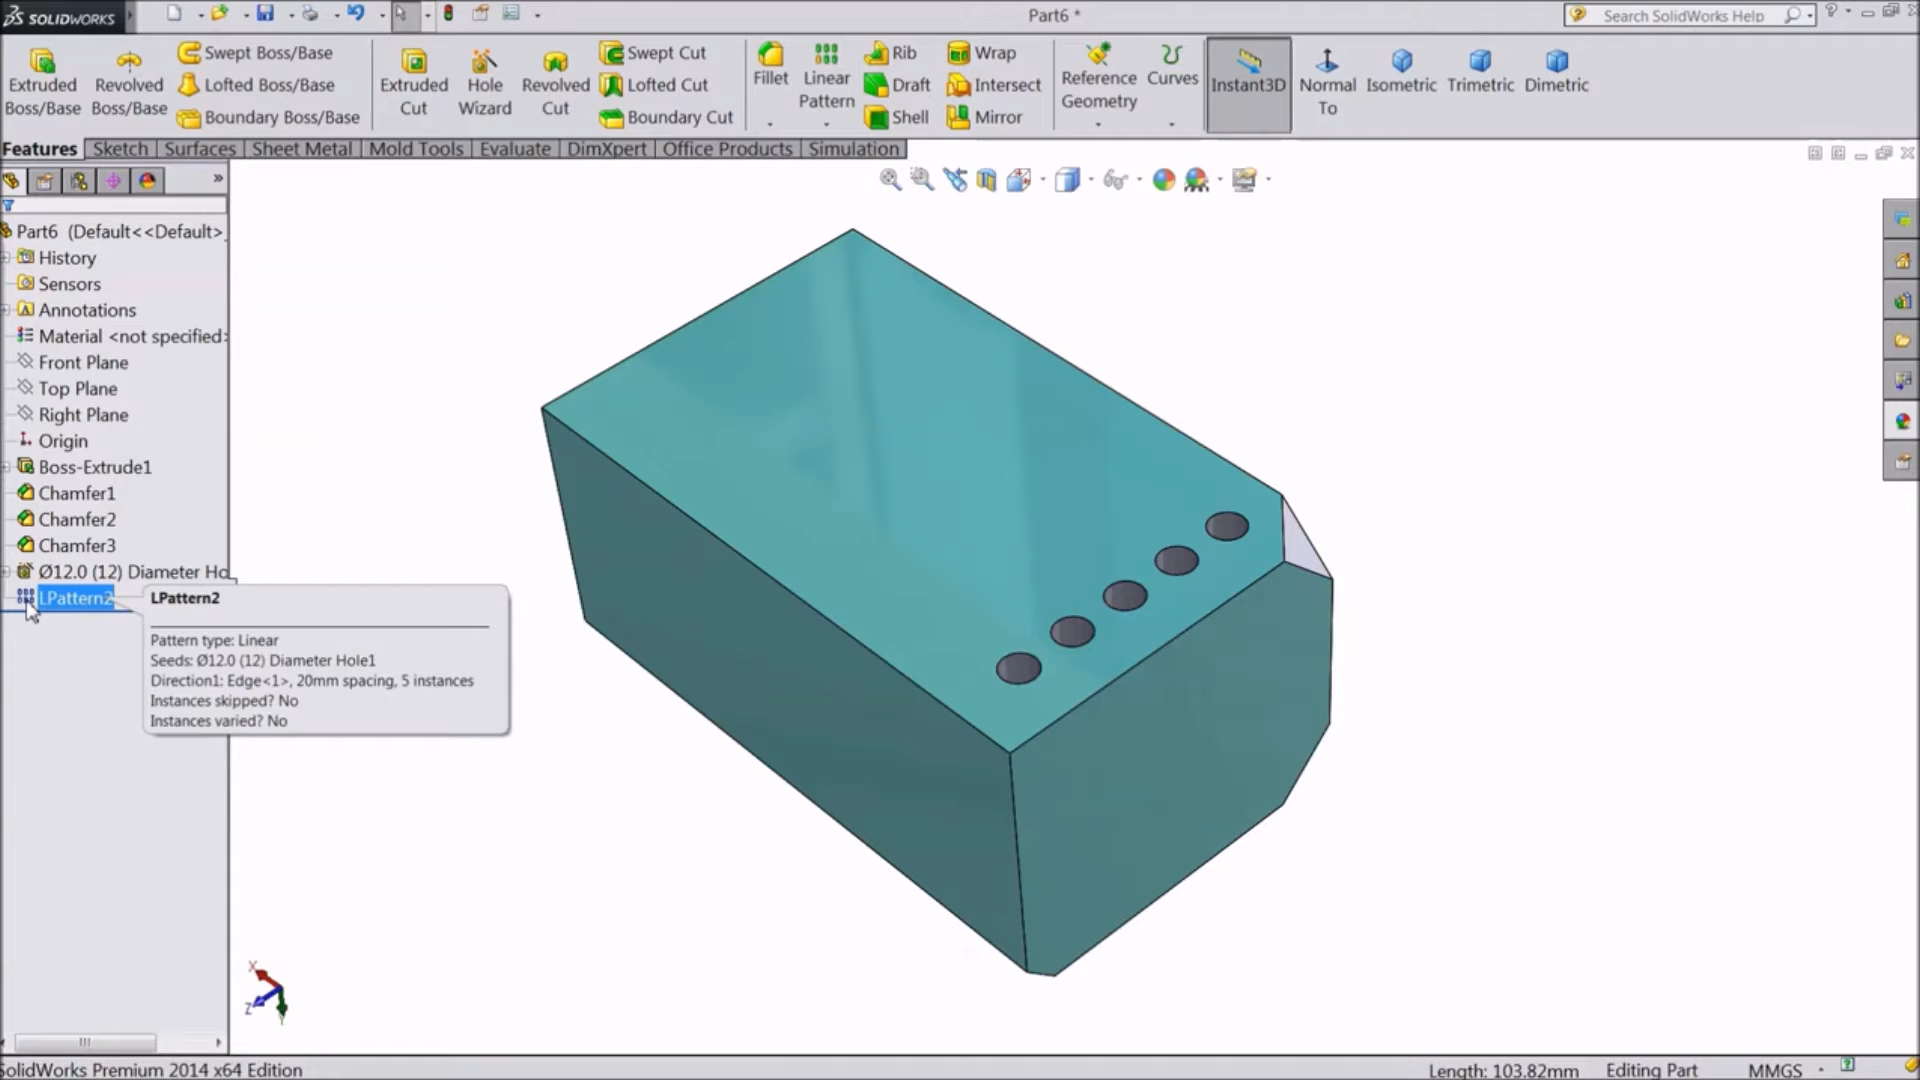 SOLIDWORKS
Part6 *
Search SolidWorks Help
Extruded Boss/Base
Revolved Boss/Base
Swept Boss/Base
Lofted Boss/Base
Boundary Boss/Base
Extruded Cut
Hole Wizard
Revolved Cut
Swept Cut
Lofted Cut
Boundary Cut
Fillet
Linear Pattern
Rib
Draft
Shell
Wrap
Intersect
Mirror
Reference Geometry
Curves
Instant3D
Normal To
Isometric
Trimetric
Dimetric
Features
Sketch
Surfaces
Sheet Metal
Mold Tools
Evaluate
DimXpert
Office Products
Simulation
Part6 (Default<<Default>
History
Sensors
Annotations
Material <not specified>
Front Plane
Top Plane
Right Plane
Origin
Boss-Extrude1
Chamfer1
Chamfer2
Chamfer3
Ø12.0 (12) Diameter Ho
LPattern2
LPattern2
Pattern type: Linear
Seeds: Ø12.0 (12) Diameter Hole1
Direction1: Edge<1>, 20mm spacing, 5 instances
Instances skipped? No
Instances varied? No
X
Z
SolidWorks Premium 2014 x64 Edition
Length: 103.82mm
Editing Part
MMGS